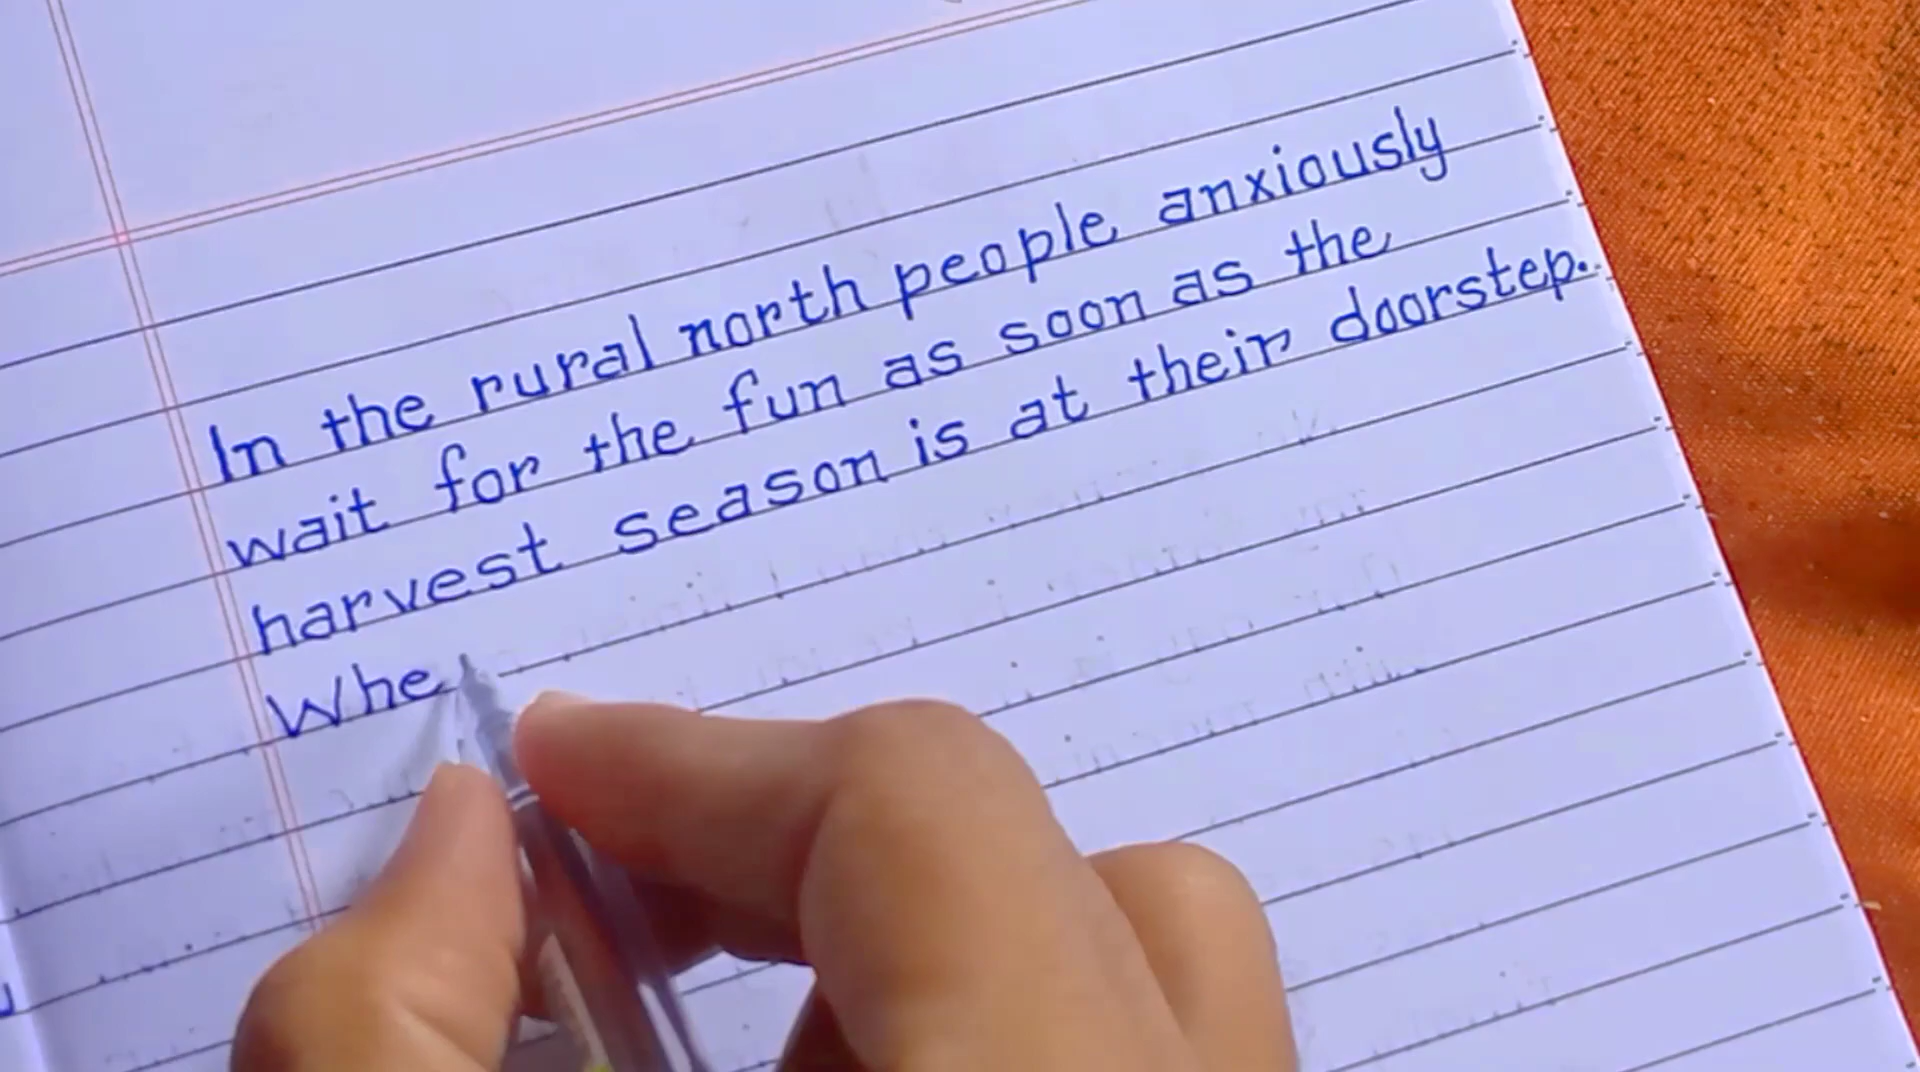 In the rural north people anxiously
wait for the fun as soon as the
harvest season is at their doorstep.
Whe